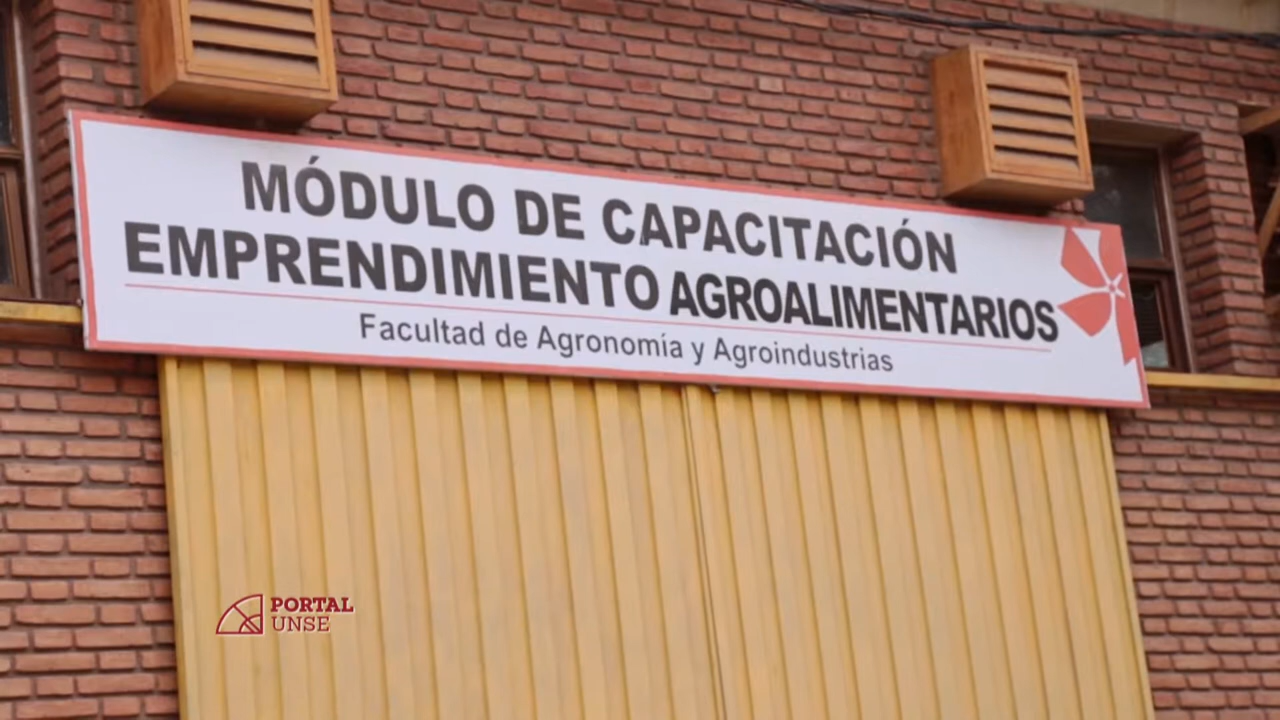 MÓDULO DE CAPACITACIÓN
EMPRENDIMIENTO AGROALIMENTARIOS
Facultad de Agronomía y Agroindustrias
PORTAL
UNSE